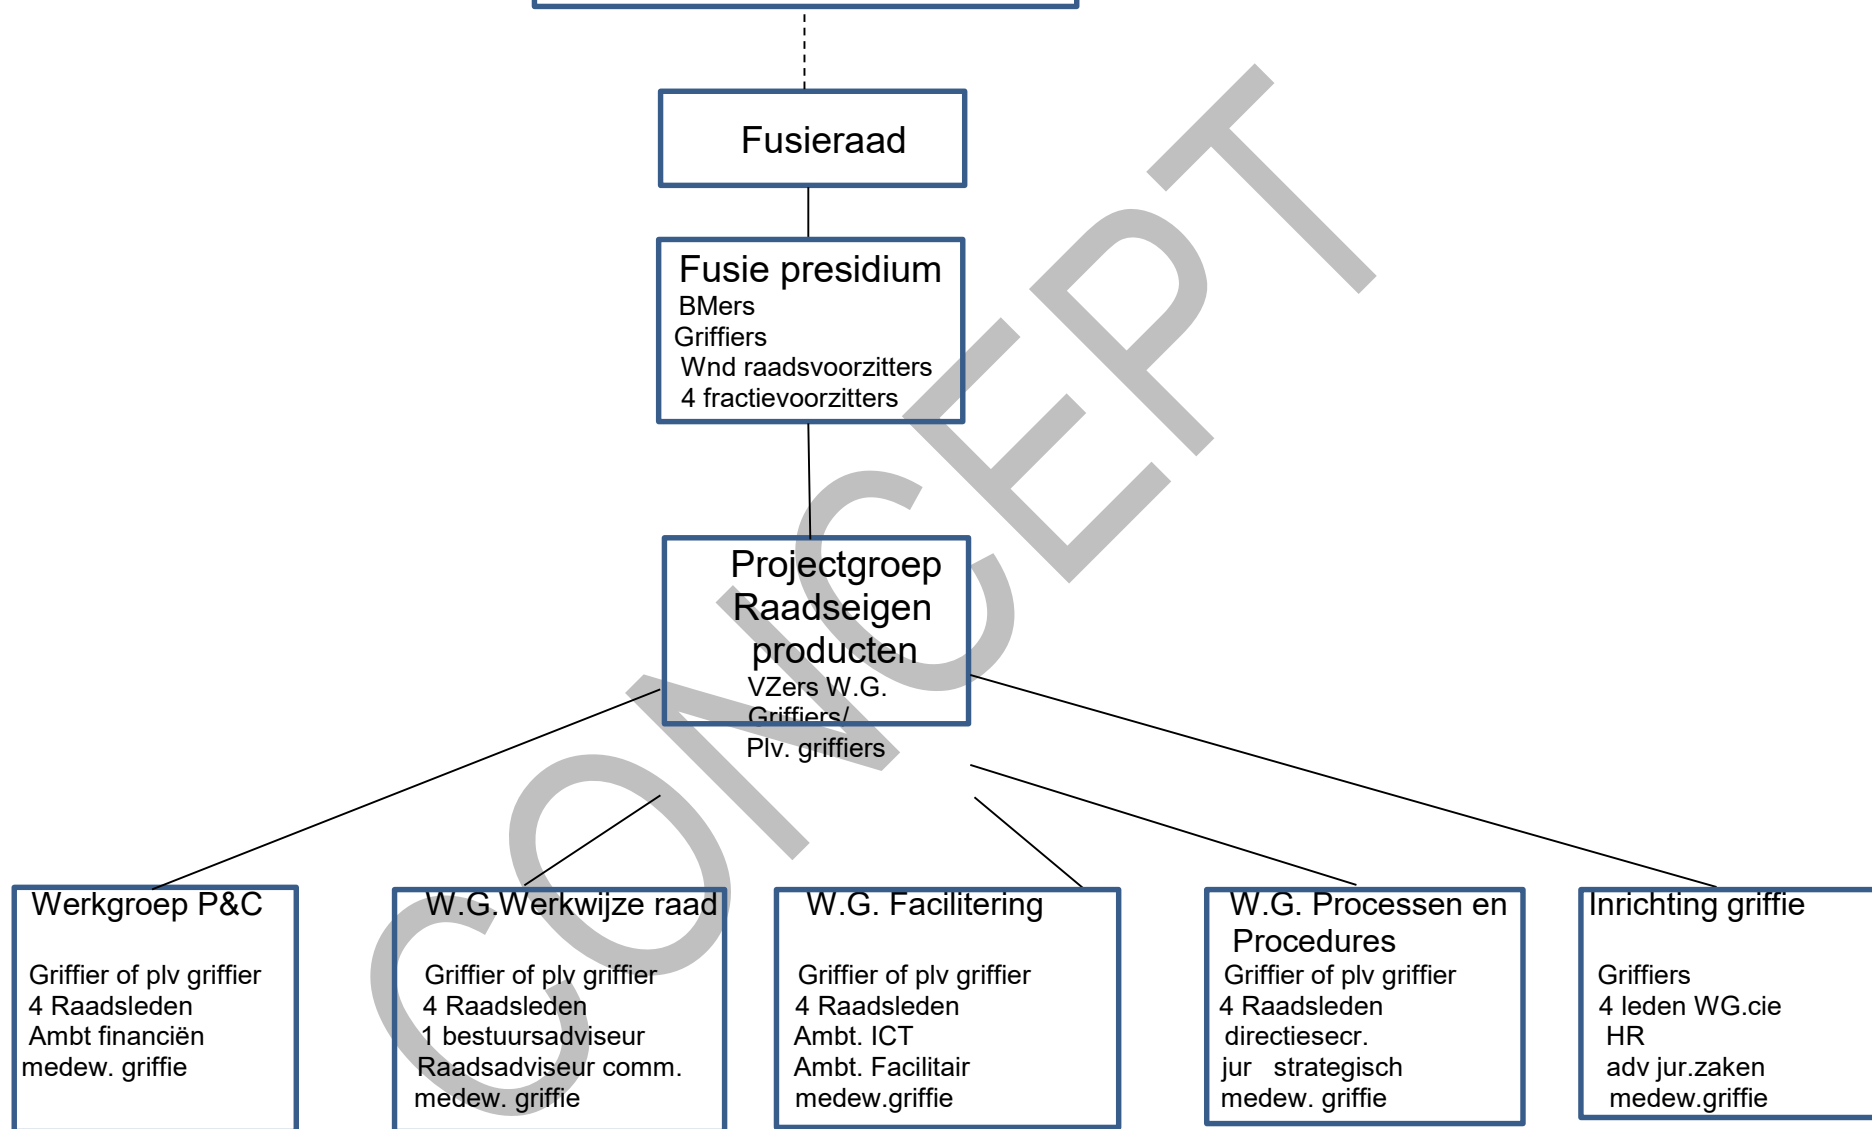 Fusieraad
Fusie presidium
BMers
Griffiers
Wnd raadsvoorzitters
4 fractievoorzitters
Projectgroep
Raadseigen
producten
VZers W.G.
Griffiers/
Plv. griffiers
Werkgroep P&C
Griffier of plv griffier
4 Raadsleden
Ambt financiën
medew. griffie
W.G.Werkwijze raad
Griffier of plv griffier
4 Raadsleden
1 bestuursadviseur
Raadsadviseur comm.
medew. griffie
W.G. Facilitering
Griffier of plv griffier
4 Raadsleden
Ambt. ICT
Ambt. Facilitair
medew.griffie
W.G. Processen en
Procedures
Griffier of plv griffier
4 Raadsleden
directiesecr.
jur strategisch
medew. griffie
Inrichting griffie
Griffiers
4 leden WG.cie
HR
adv jur.zaken
medew.griffie
CONCEPT